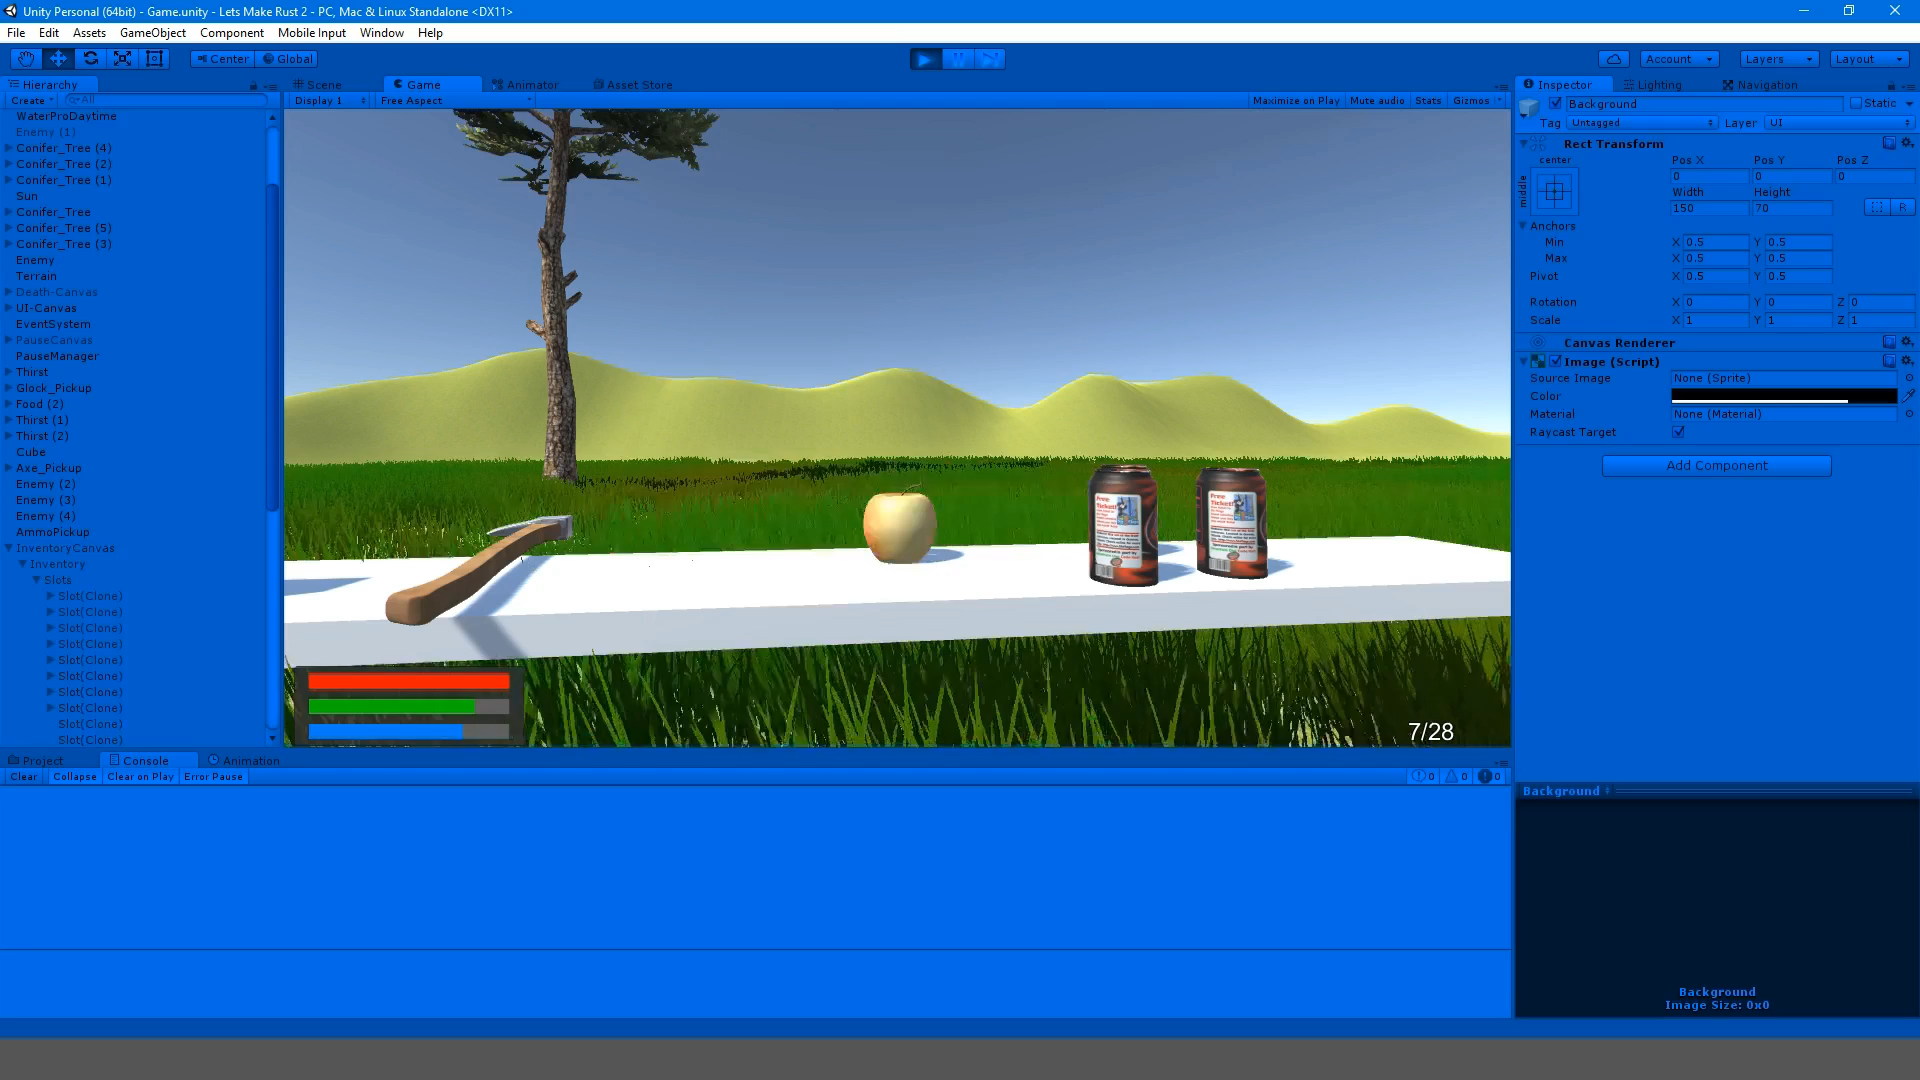 Unity Personal (64bit) - Game.unity - Lets Make Rust 2 - PC, Mac & Linux Standalone <DX11>
File Edit Assets GameObject Component Mobile Input Window Help
Center Global Account Layers Layout
Hierarchy
Create All
WaterProDaytime
Enemy (1)
Conifer_Tree (4)
Conifer_Tree (2)
Conifer_Tree (1)
Sun
Conifer_Tree
Conifer_Tree (5)
Conifer_Tree (3)
Enemy
Terrain
Death-Canvas
UI-Canvas
EventSystem
PauseCanvas
PauseManager
Thirst
Glock_Pickup
Food (2)
Thirst (1)
Thirst (2)
Cube
Axe_Pickup
Enemy (2)
Enemy (3)
Enemy (4)
AmmoPickup
InventoryCanvas
Inventory
Slots
Slot(Clone)
Slot(Clone)
Slot(Clone)
Slot(Clone)
Slot(Clone)
Slot(Clone)
Slot(Clone)
Slot(Clone)
Slot(Clone)
Slot(Clone)
Scene Game Animator Asset Store
Display 1 Free Aspect Maximize on Play Mute audio Stats Gizmos
Free
Ticket!
Free
Ticket!
7/28
Project Console Animation
Clear Collapse Clear on Play Error Pause 0 0 0
Inspector Lighting Navigation
Background Static
Tag Untagged Layer UI
Rect Transform
center Pos X Pos Y Pos Z
middle 0 0 0
Width Height
150 70 R
Anchors
Min X 0.5 Y 0.5
Max X 0.5 Y 0.5
Pivot X 0.5 Y 0.5
Rotation X 0 Y 0 Z 0
Scale X 1 Y 1 Z 1
Canvas Renderer
Image (Script)
Source Image None (Sprite)
Color
Material None (Material)
Raycast Target
Add Component
Background
Background
Image Size: 0x0